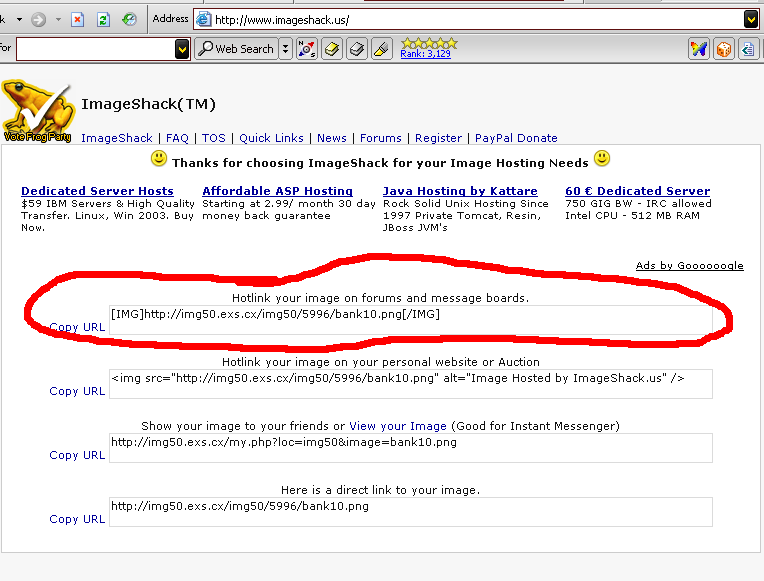 Address http://www.imageshack.us/
Web Search
Rank: 3,129
ImageShack(TM)
Vote Frog Party
ImageShack | FAQ | TOS | Quick Links | News | Forums | Register | PayPal Donate
Thanks for choosing ImageShack for your Image Hosting Needs
Dedicated Server Hosts
$59 IBM Servers & High Quality
Transfer. Linux, Win 2003. Buy
Now.
Affordable ASP Hosting
Starting at 2.99/ month 30 day
money back guarantee
Java Hosting by Kattare
Rock Solid Unix Hosting Since
1997 Private Tomcat, Resin,
JBoss JVM's
60 € Dedicated Server
750 GIG BW - IRC allowed
Intel CPU - 512 MB RAM
Ads by Goooooogle
Hotlink your image on forums and message boards.
Copy URL [IMG]http://img50.exs.cx/img50/5996/bank10.png[/IMG]
Hotlink your image on your personal website or Auction
Copy URL <img src="http://img50.exs.cx/img50/5996/bank10.png" alt="Image Hosted by ImageShack.us" />
Show your image to your friends or View your Image (Good for Instant Messenger)
Copy URL http://img50.exs.cx/my.php?loc=img50&image=bank10.png
Here is a direct link to your image.
Copy URL http://img50.exs.cx/img50/5996/bank10.png